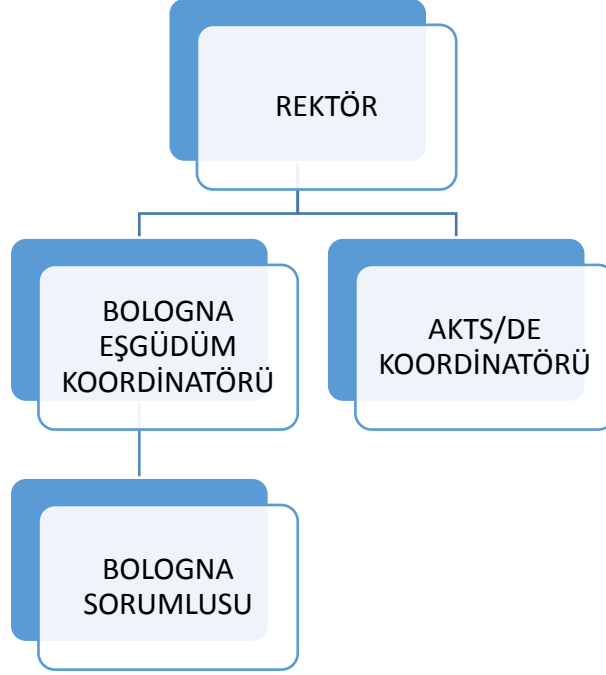 REKTÖR
BOLOGNA
EŞGÜDÜM
KOORDİNATÖRÜ
AKTS/DE
KOORDİNATÖRÜ
BOLOGNA
SORUMLUSU